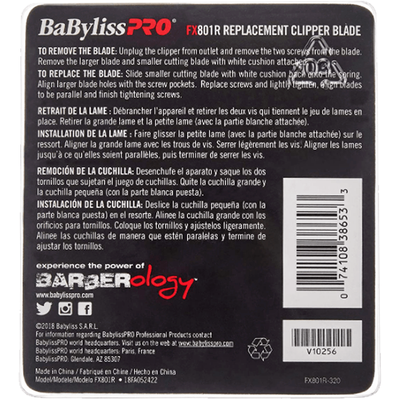 BaBylissPRO® FX801R REPLACEMENT CLIPPER BLADE
TO REMOVE THE BLADE: Unplug the clipper from outlet and remove the two screws from the blade.
Remove the larger blade and smaller cutting blade with white cushion attached.
TO REPLACE THE BLADE: Slide smaller cutting blade with white cushion back onto the spring.
Align larger blade holes with the screws pockets. Replace screws and lightly tighten, align blades
to be parallel and finish tightening screws.
RETRAIT DE LA LAME : Débrancher l'appareil et retirer les deux vis qui tiennent le jeu de lames en
place. Retirer la grande lame et la petite lame (avec la partie blanche attachée).
INSTALLATION DE LA LAME : Faire glisser la petite lame (avec la partie blanche attachée) sur le
ressort. Aligner la grande lame avec les trous de vis. Serrer légèrement les vis. Aligner les lames
jusqu'à ce qu'elles soient parallèles, puis terminer de serrer les vis.
REMOCIÓN DE LA CUCHILLA: Desenchufe el aparato y saque los dos
tornillos que sujetan el juego de cuchillas. Quite la cuchilla grande y
la cuchilla pequeña (con la parte blanca puesta).
INSTALACIÓN DE LA CUCHILLA: Deslice la cuchilla pequeña (con la
parte blanca puesta) en el resorte. Alinee la cuchilla grande con los
orificios para tornillos. Coloque los tornillos y ajústelos ligeramente.
Alinee las cuchillas de manera que estén paralelas y termine de
ajustar los tornillos.
experience the power of
BARBERology™
www.babylisspro.com
©2018 BaByliss S.A.R.L.
For information regarding BaBylissPRO Professional Products contact
BaBylissPRO world headquarters. Paris, France
BaBylissPRO. Glendale, AZ 85307 www.babylissus.com
Made in China / Fabriqué en Chine / Hecho en China
Model/Modèle/Modelo FX801R • 18FA052422
0 74108 38653 3
V10256
FX801R-320